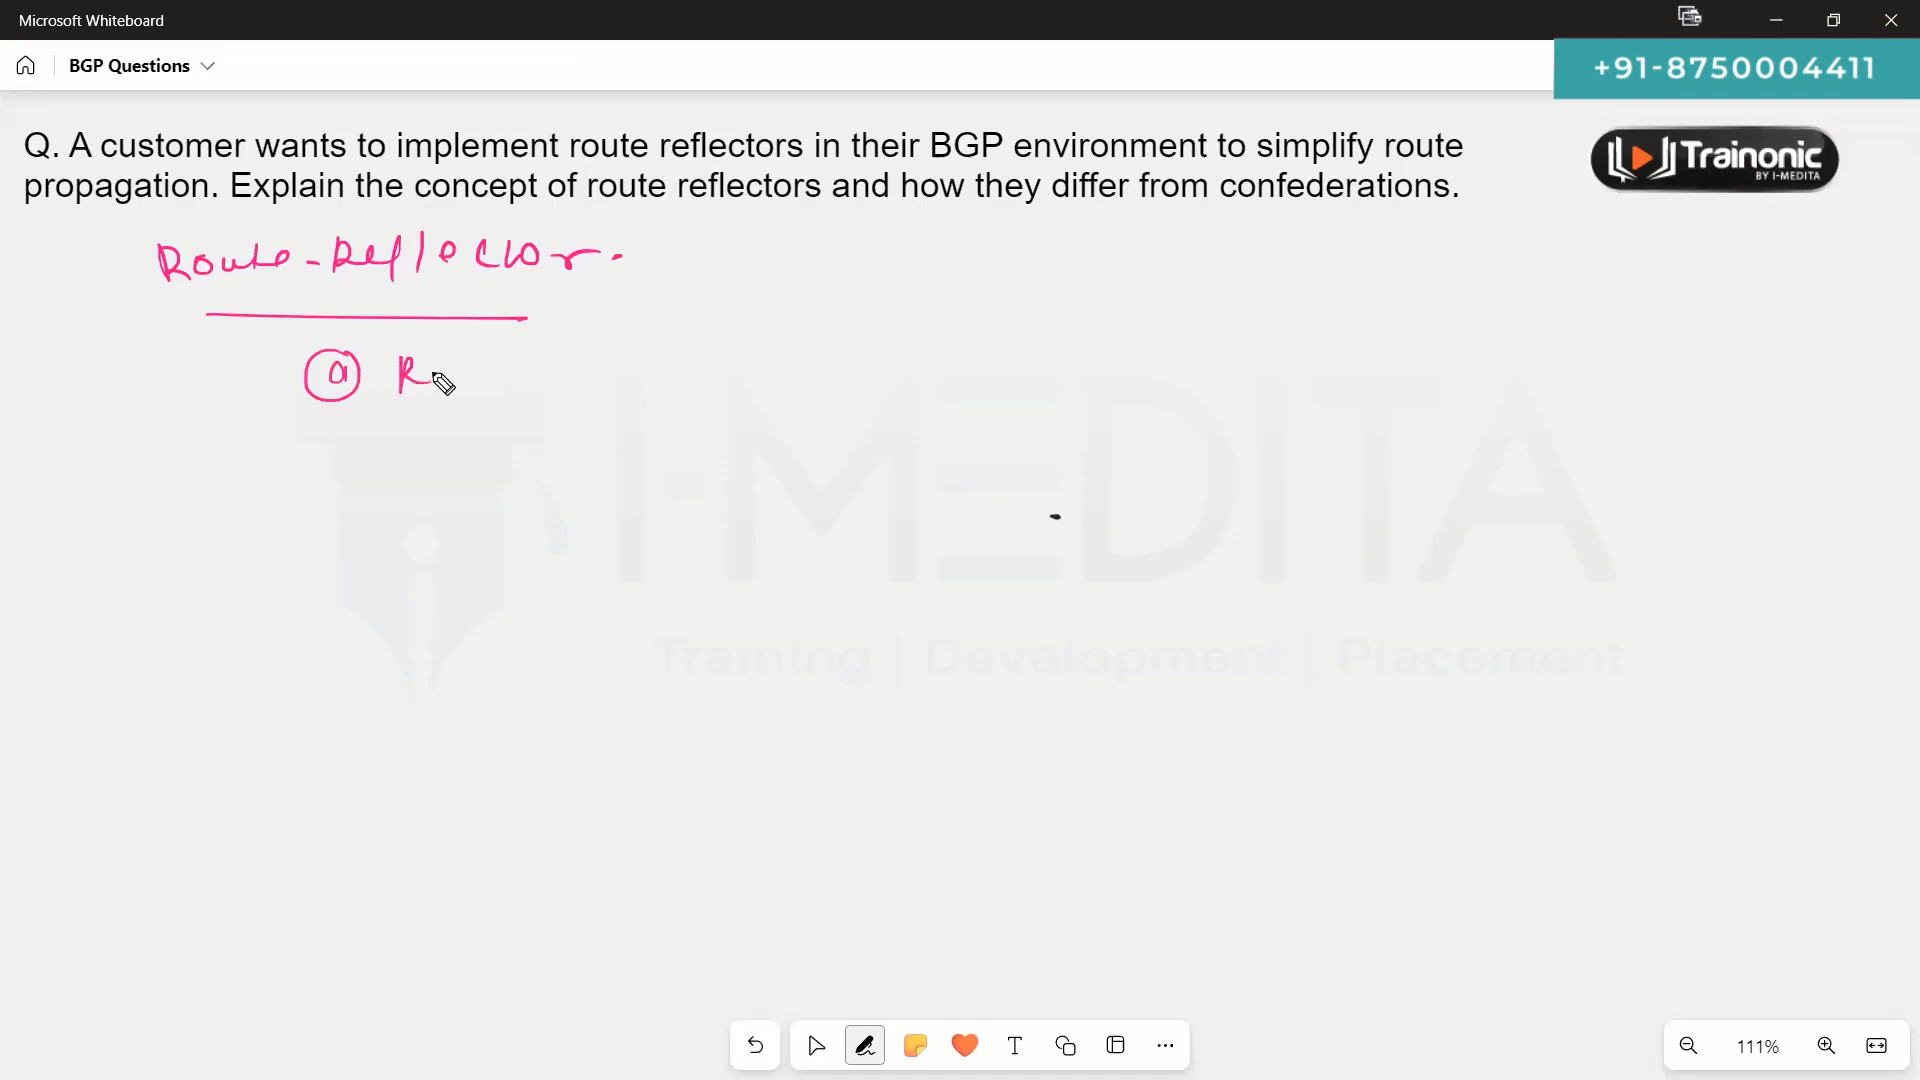 Microsoft Whiteboard
BGP Questions
+91-8750004411
Q. A customer wants to implement route reflectors in their BGP environment to simplify route
propagation. Explain the concept of route reflectors and how they differ from confederations.
Trainonic
BY I-MEDITA
Route-Reflector.
a R
I-MEDITA
Training | Development | Placement
T
111%